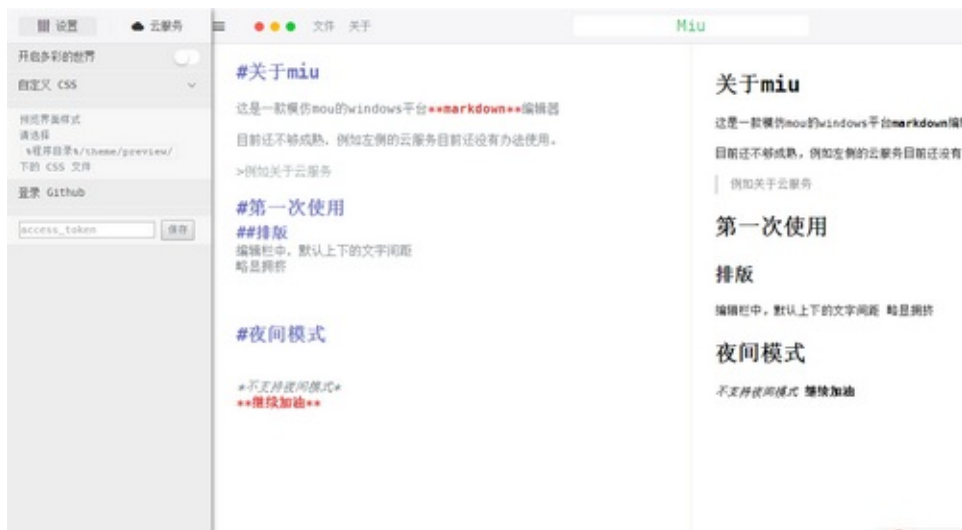 设置
云服务
文件 关于
Miu
开启多彩的世界
自定义 CSS
预览界面样式
请选择
%程序目录%/theme/preview/
下的 CSS 文件
登录 Github
access_token
保存
#关于miu
这是一款模仿mou的windows平台**markdown**编辑器
目前还不够成熟，例如左侧的云服务目前还没有办法使用。
>例如关于云服务
#第一次使用
##排版
编辑栏中，默认上下的文字间距
略显拥挤
#夜间模式
*不支持夜间模式*
**继续加油**
关于miu
这是一款模仿mou的windows平台markdown编
目前还不够成熟，例如左侧的云服务目前还没有
例如关于云服务
第一次使用
排版
编辑栏中，默认上下的文字间距 略显拥挤
夜间模式
不支持夜间模式 继续加油